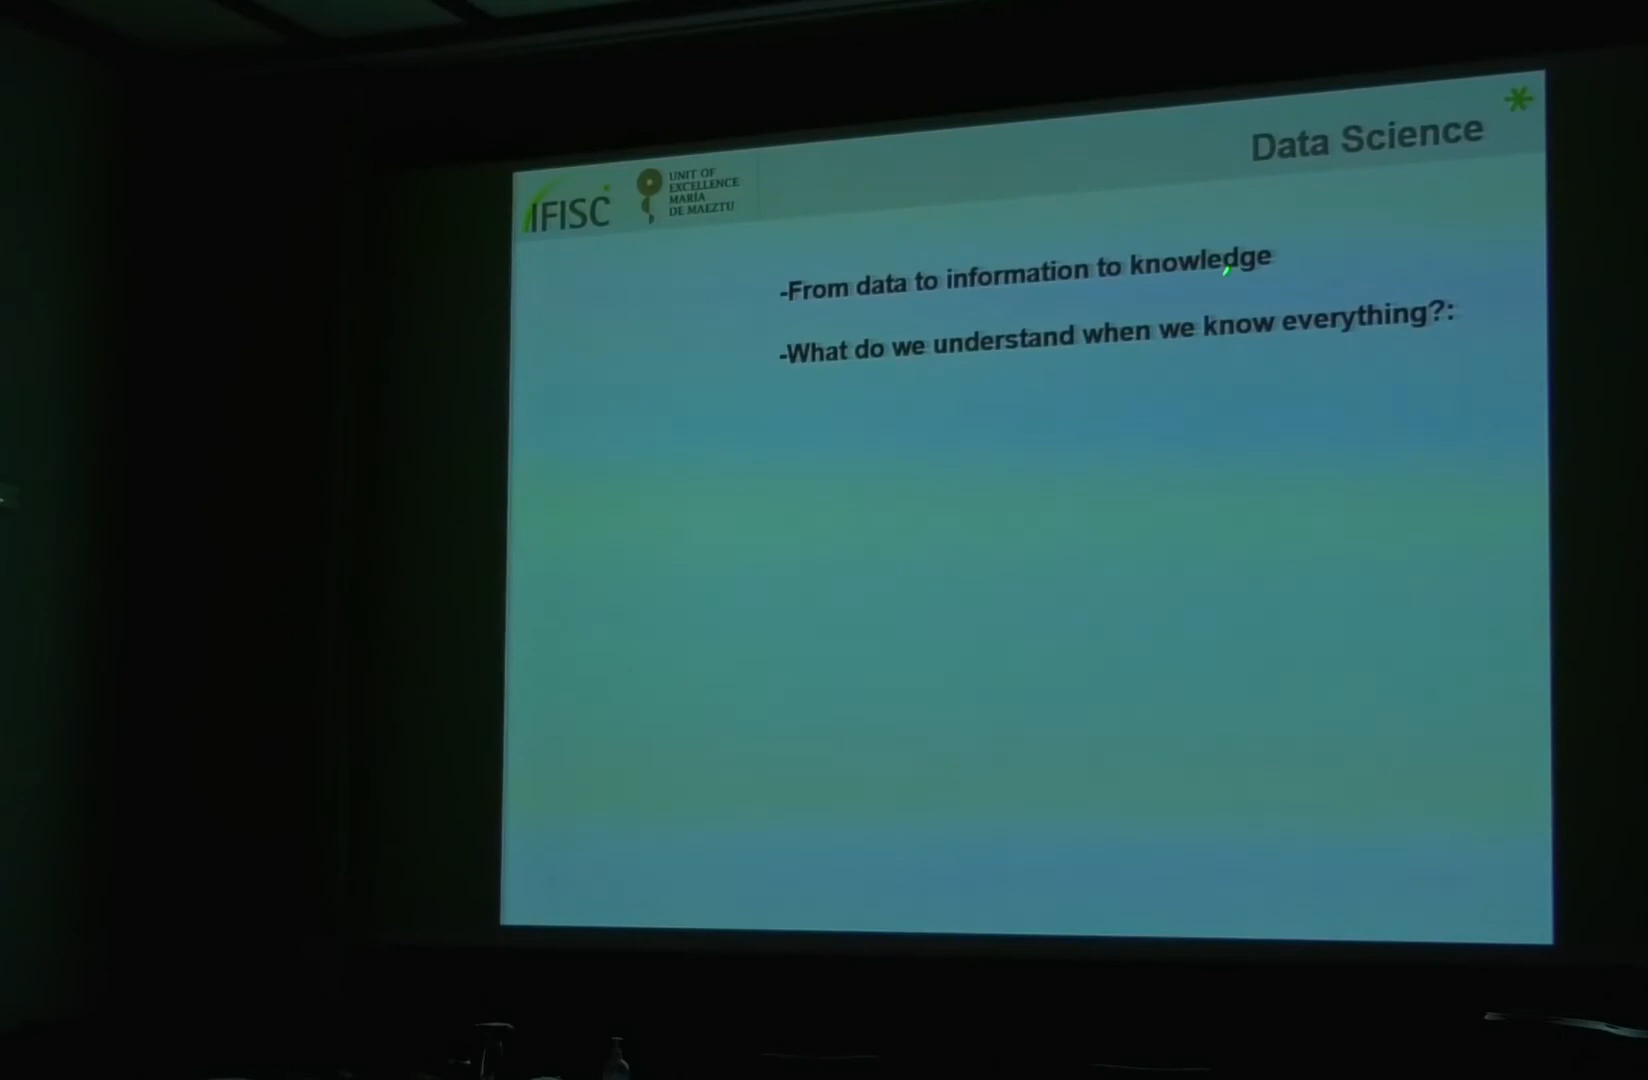 Data Science
IFISC
UNIT OF
EXCELLENCE
MARÍA
DE MAEZTU
-From data to information to knowledge
-What do we understand when we know everything?: